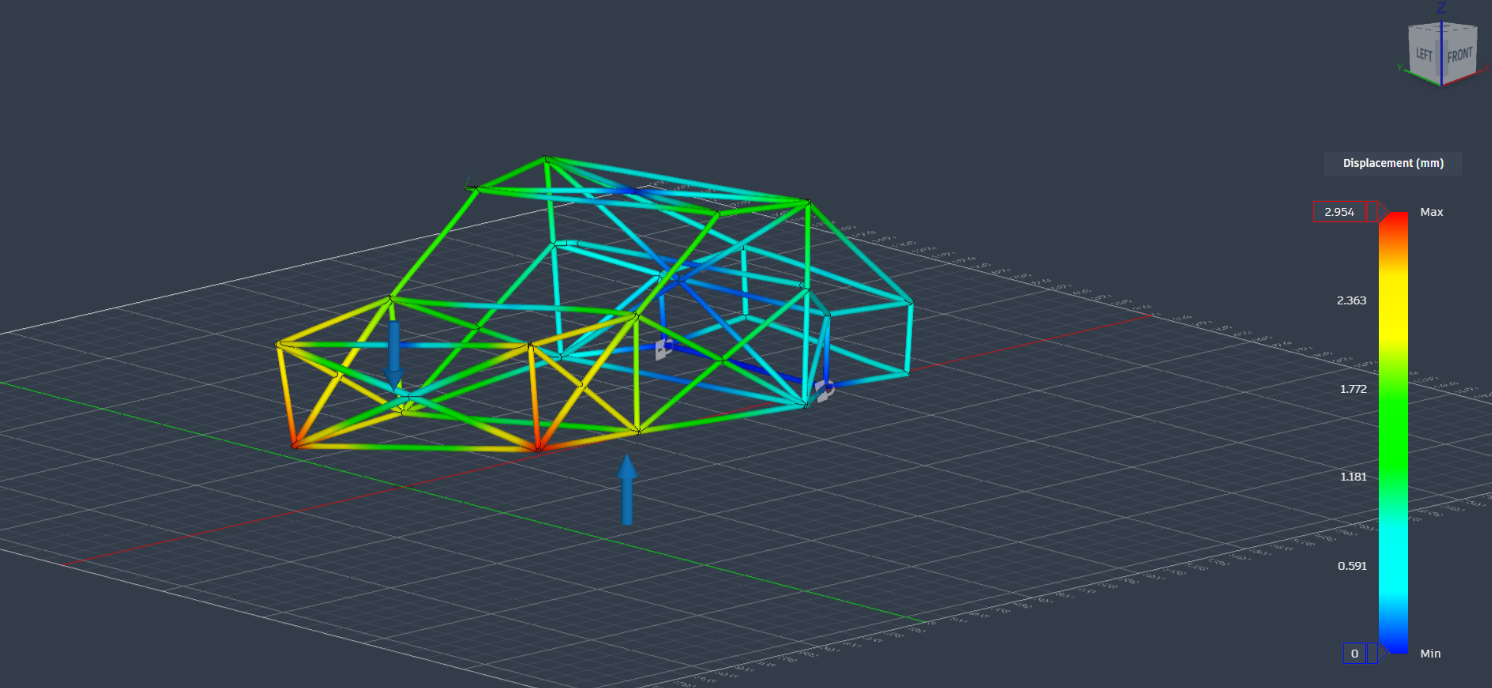 Z
LEFT
FRONT
Y
Displacement (mm)
2.954
Max
2.363
1.772
1.181
0.591
0
Min